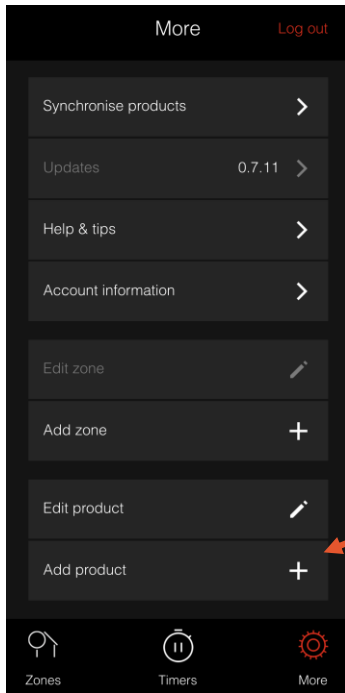 More
Log out
Synchronise products
Updates 0.7.11
Help & tips
Account information
Edit zone
Add zone
Edit product
Add product
Zones Timers More